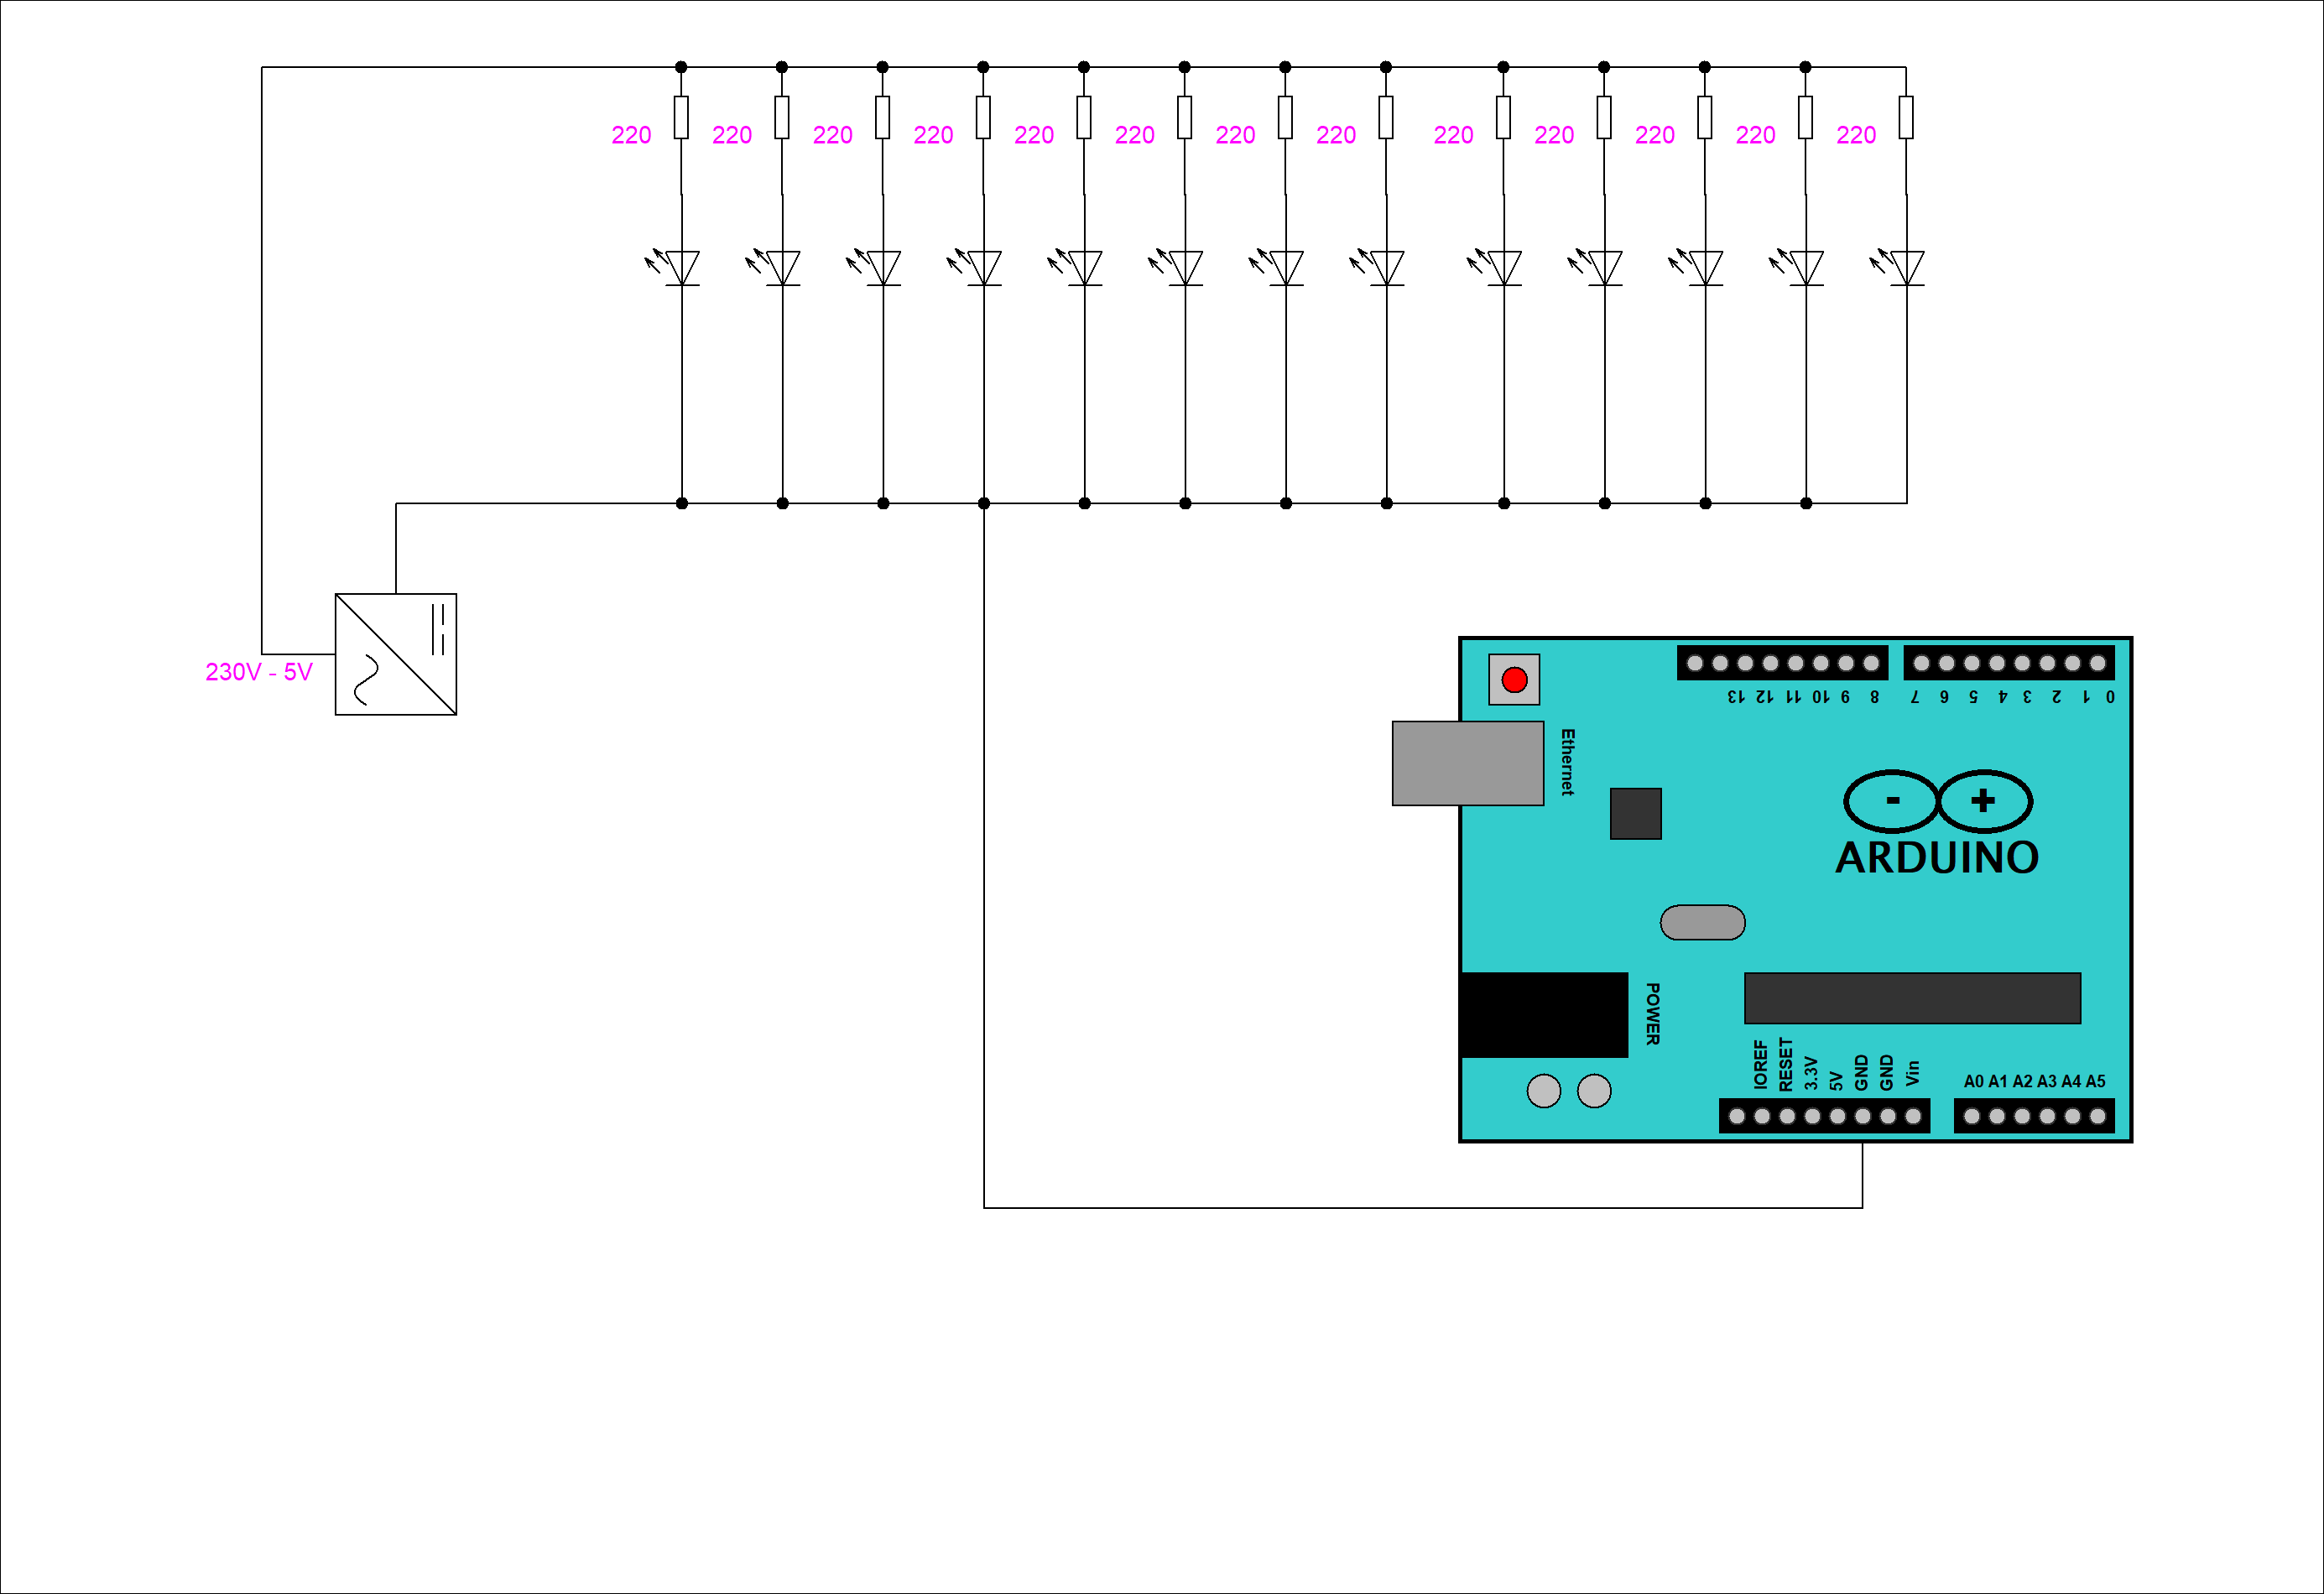 220 220 220 220 220 220 220 220 220 220 220 220 220
230V - 5V
13 12 11 10 9 8 7 6 5 4 3 2 1 0
Ethernet
- +
ARDUINO
POWER
IOREF RESET 3.3V 5V GND GND Vin
A0 A1 A2 A3 A4 A5